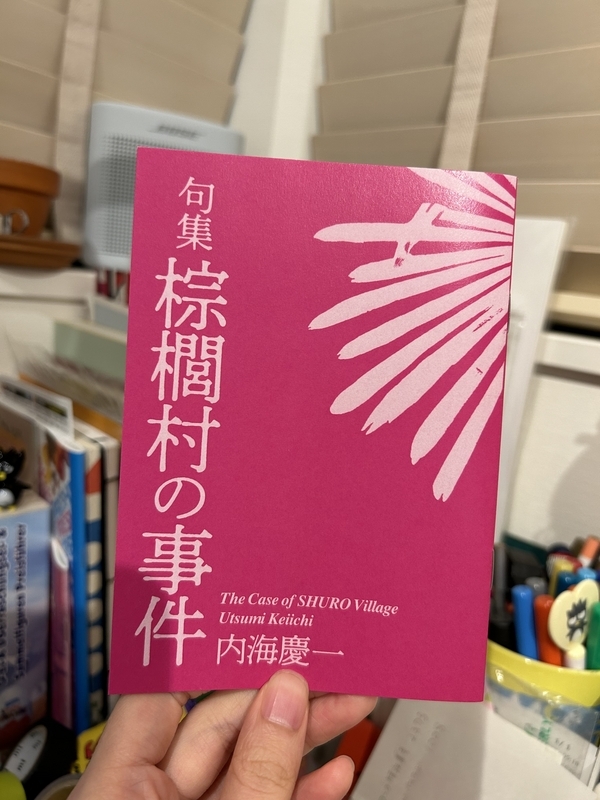 句集
棕櫚村の事件
The Case of SHURO Village
Utsumi Keiichi
内海慶一